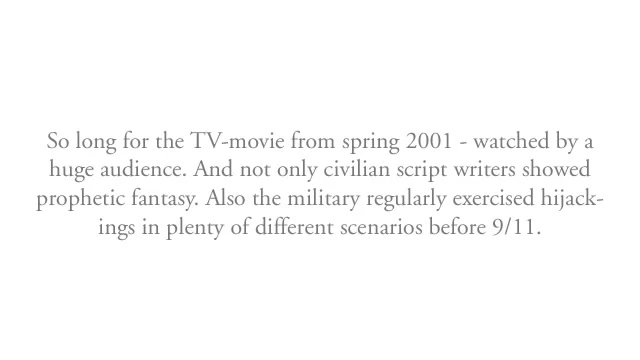 So long for the TV-movie from spring 2001 - watched by a
huge audience. And not only civilian script writers showed
prophetic fantasy. Also the military regularly exercised hijack-
ings in plenty of different scenarios before 9/11.